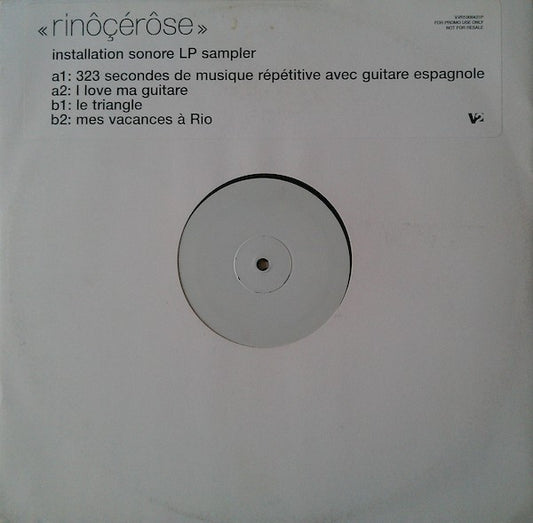 « rinôçérôse »
installation sonore LP sampler
a1: 323 secondes de musique répétitive avec guitare espagnole
a2: I love ma guitare
b1: le triangle
b2: mes vacances à Rio
FOR PROMO USE ONLY
NOT FOR RESALE
V2